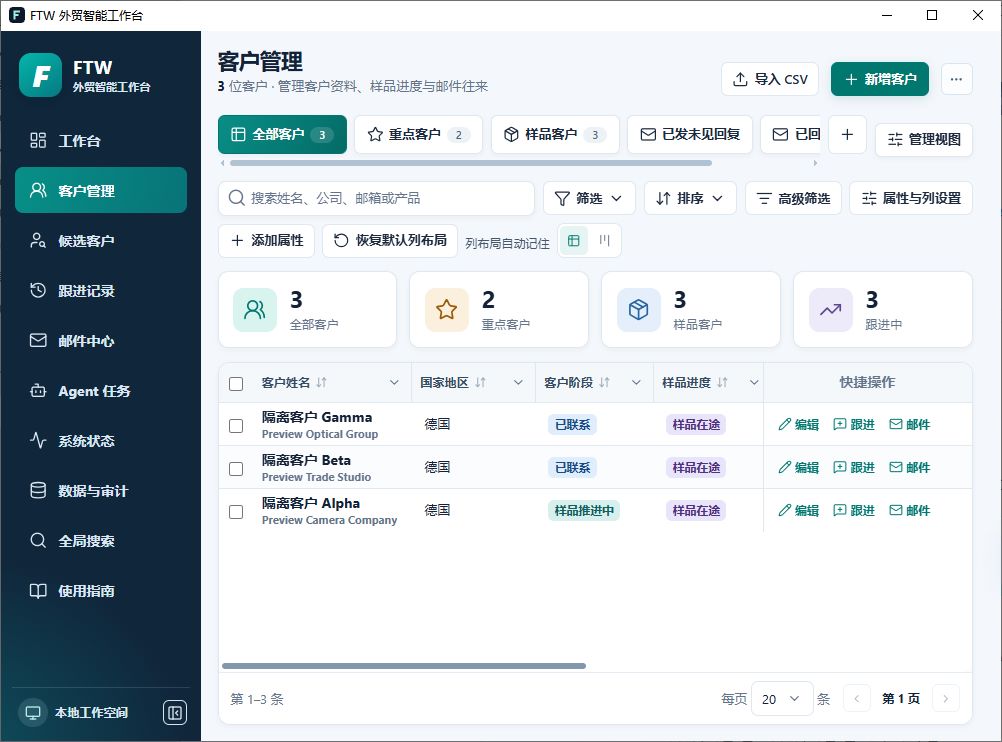 F FTW 外贸智能工作台
F FTW
外贸智能工作台
工作台
客户管理
候选客户
跟进记录
邮件中心
Agent 任务
系统状态
数据与审计
全局搜索
使用指南
本地工作空间
客户管理
3 位客户 · 管理客户资料、样品进度与邮件往来
导入 CSV
+ 新增客户
···
全部客户 3
重点客户 2
样品客户 3
已发未见回复
已回
+
管理视图
搜索姓名、公司、邮箱或产品
筛选
排序
高级筛选
属性与列设置
+ 添加属性
恢复默认列布局
列布局自动记住
3
全部客户
2
重点客户
3
样品客户
3
跟进中
客户姓名 国家地区 客户阶段 样品进度 快捷操作
隔离客户 Gamma
Preview Optical Group
德国 已联系 样品在途 编辑 跟进 邮件
隔离客户 Beta
Preview Trade Studio
德国 已联系 样品在途 编辑 跟进 邮件
隔离客户 Alpha
Preview Camera Company
德国 样品推进中 样品在途 编辑 跟进 邮件
第 1–3 条
每页 20 条
第 1 页